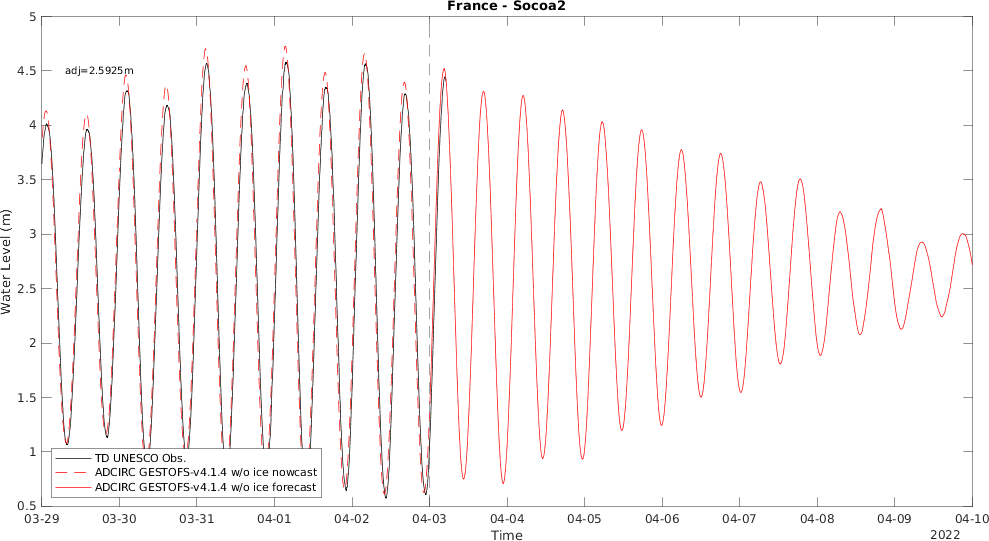 France - Socoa2
adj=2.5925m
Water Level (m)
5
4.5
4
3.5
3
2.5
2
1.5
1
0.5
TD UNESCO Obs.
ADCIRC GESTOFS-v4.1.4 w/o ice nowcast
ADCIRC GESTOFS-v4.1.4 w/o ice forecast
03-29 03-30 03-31 04-01 04-02 04-03 04-04 04-05 04-06 04-07 04-08 04-09 04-10
Time
2022